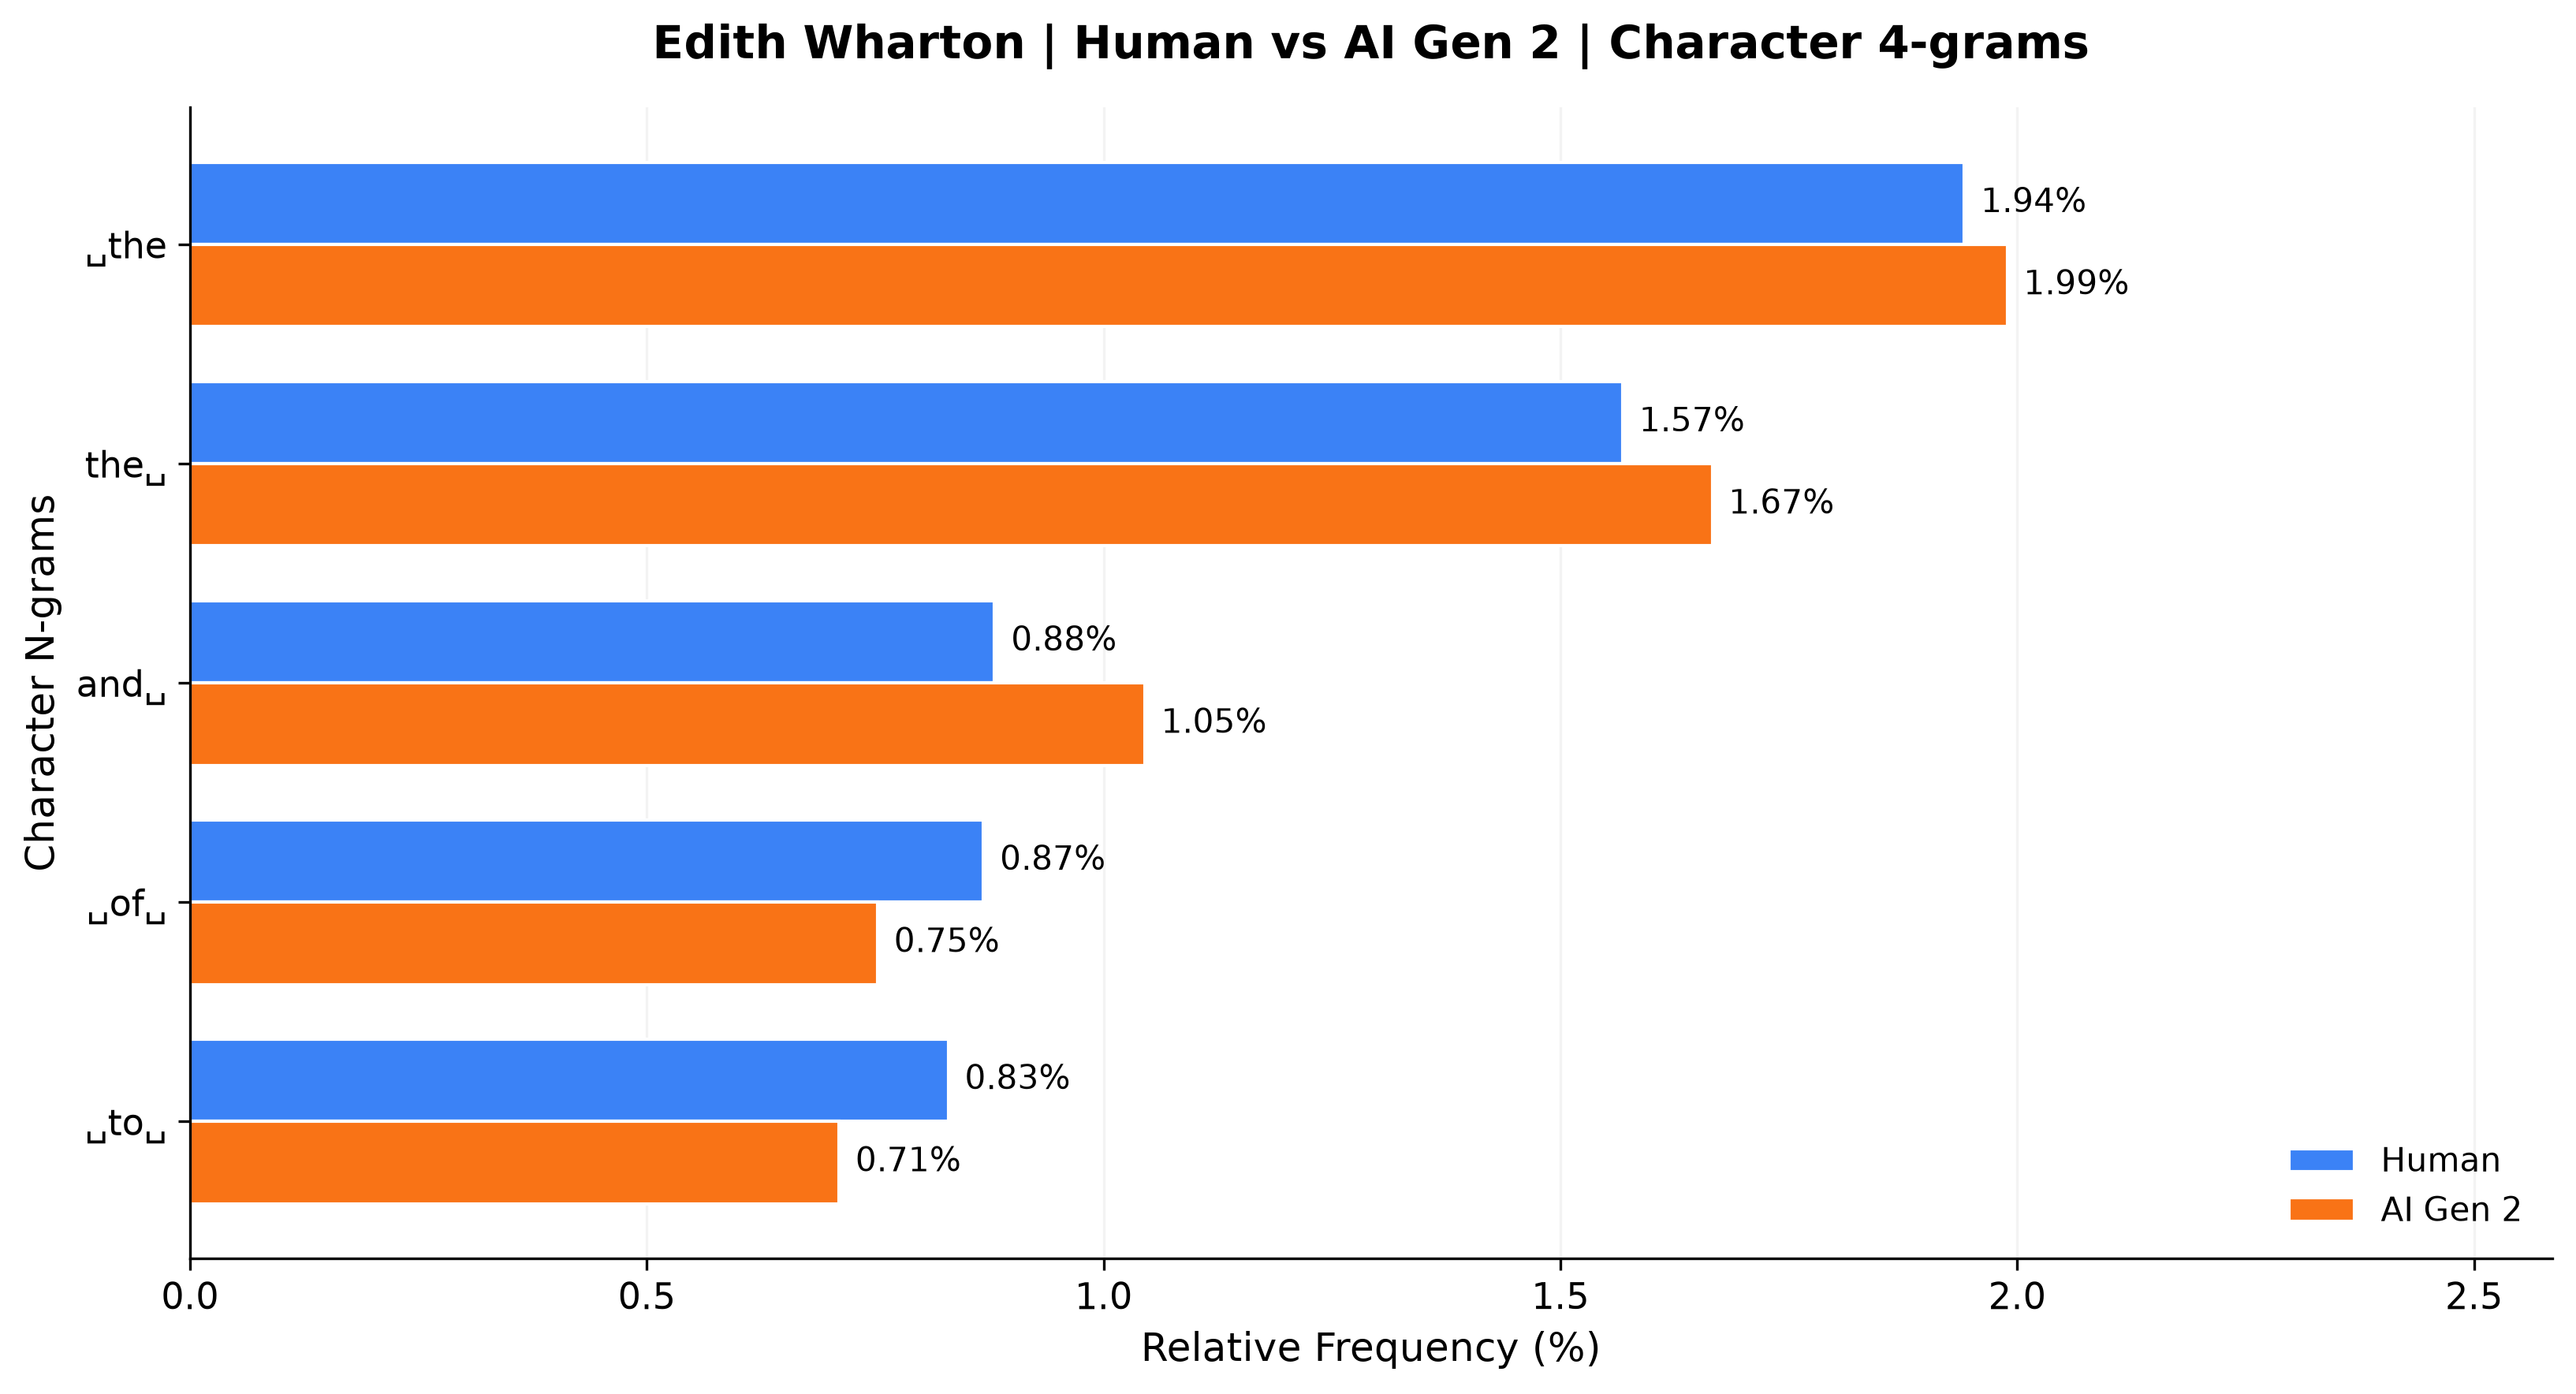 Edith Wharton | Human vs AI Gen 2 | Character 4-grams
Character N-grams
␣the
1.94%
1.99%
the␣
1.57%
1.67%
and␣
0.88%
1.05%
␣of␣
0.87%
0.75%
␣to␣
0.83%
0.71%
Human
AI Gen 2
0.0 0.5 1.0 1.5 2.0 2.5
Relative Frequency (%)